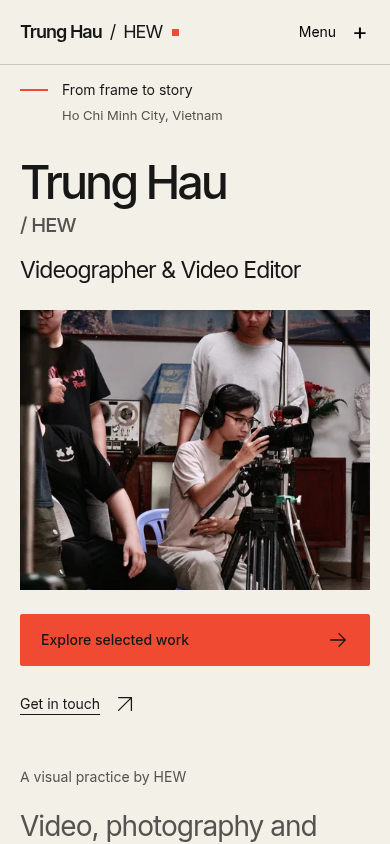 Trung Hau / HEW
Menu +
From frame to story
Ho Chi Minh City, Vietnam
Trung Hau
/ HEW
Videographer & Video Editor
Explore selected work
Get in touch
A visual practice by HEW
Video, photography and